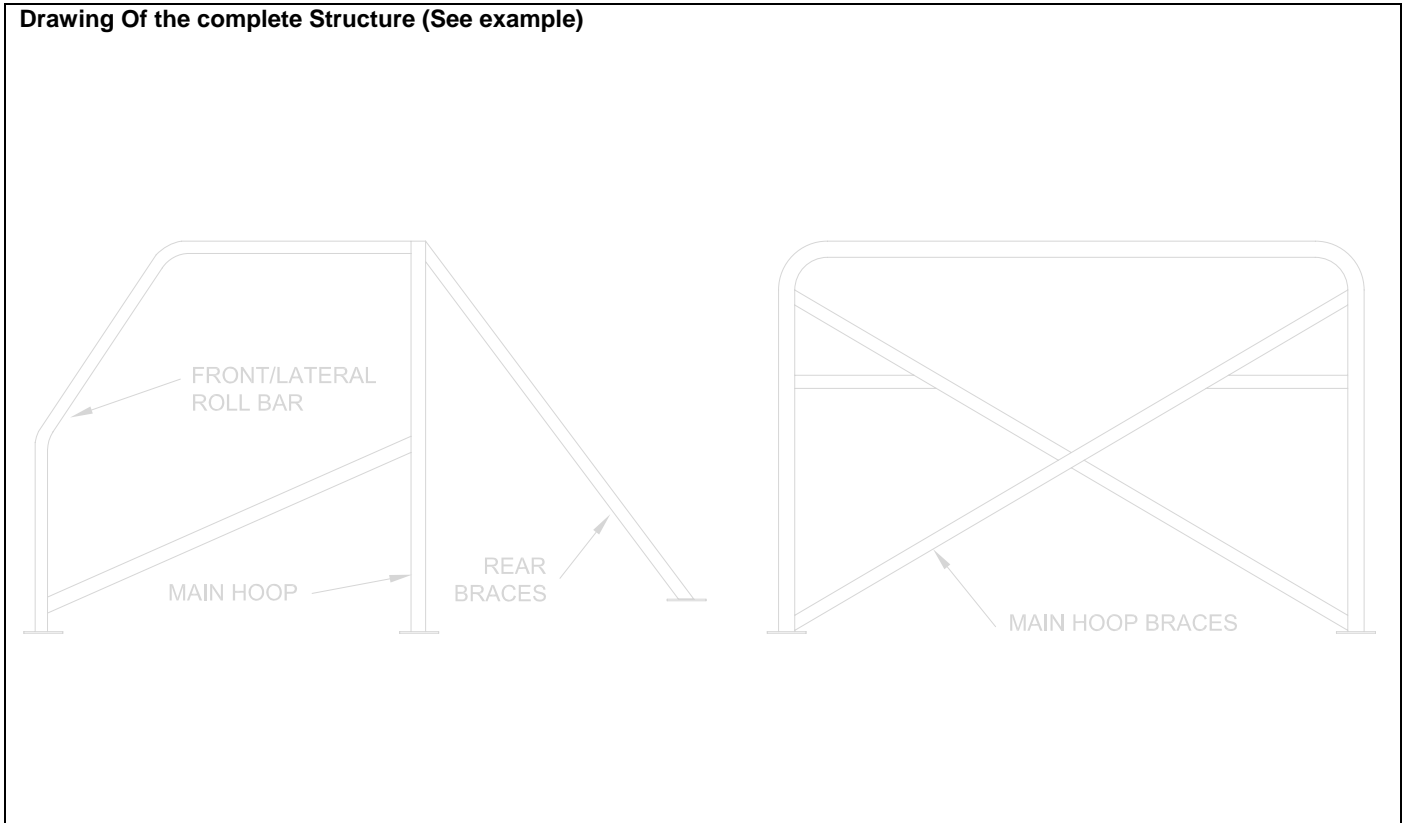 Drawing Of the complete Structure (See example)
FRONT/LATERAL
ROLL BAR
MAIN HOOP
REAR
BRACES
MAIN HOOP BRACES